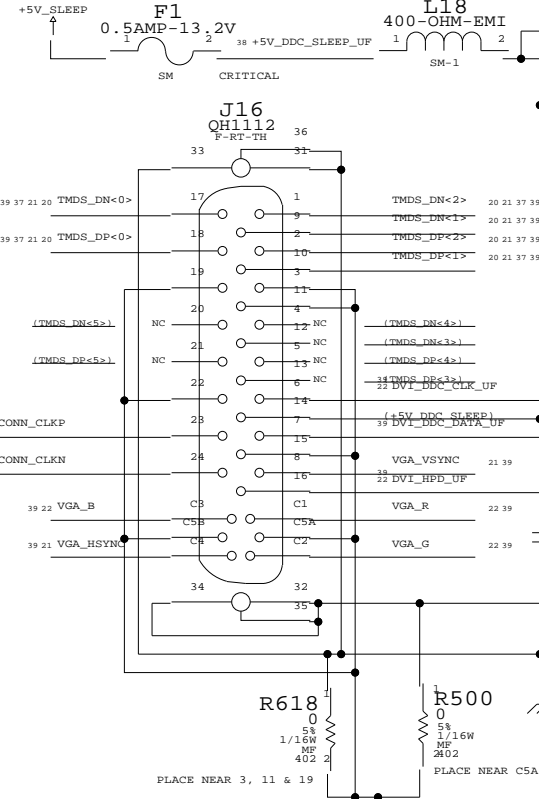 +5V_SLEEP
F1
0.5AMP-13.2V
1 2
SM
CRITICAL
38 +5V_DDC_SLEEP_UF
L18
400-OHM-EMI
1 2
SM-1
J16
QH1112
F-RT-TH
36
33 31
39 37 21 20 TMDS_DN<0> 17 1 TMDS_DN<2> 20 21 37 39
9 TMDS_DN<1> 20 21 37 39
39 37 21 20 TMDS_DP<0> 18 2 TMDS_DP<2> 20 21 37 39
10 TMDS_DP<1> 20 21 37 39
19 3
11
20 4
(TMDS_DN<5>) NC 12 NC (TMDS_DN<4>)
21 5 NC (TMDS_DN<3>)
(TMDS_DP<5>) NC 13 NC (TMDS_DP<4>)
22 6 NC (TMDS_DP<3>)
39
22 DVI_DDC_CLK_UF
14
CONN_CLKP 23 7 (+5V_DDC_SLEEP)
39 DVI_DDC_DATA_UF
15
CONN_CLKN 24 8 VGA_VSYNC 21 39
39
16 22 DVI_HPD_UF
39 22 VGA_B C3 C1 VGA_R 22 39
C5B C5A
39 21 VGA_HSYNC C4 C2 VGA_G 22 39
34 32
35
R618
0
5%
1/16W
MF
402
1
2
PLACE NEAR 3, 11 & 19
R500
0
5%
1/16W
MF
402
1
2
PLACE NEAR C5A